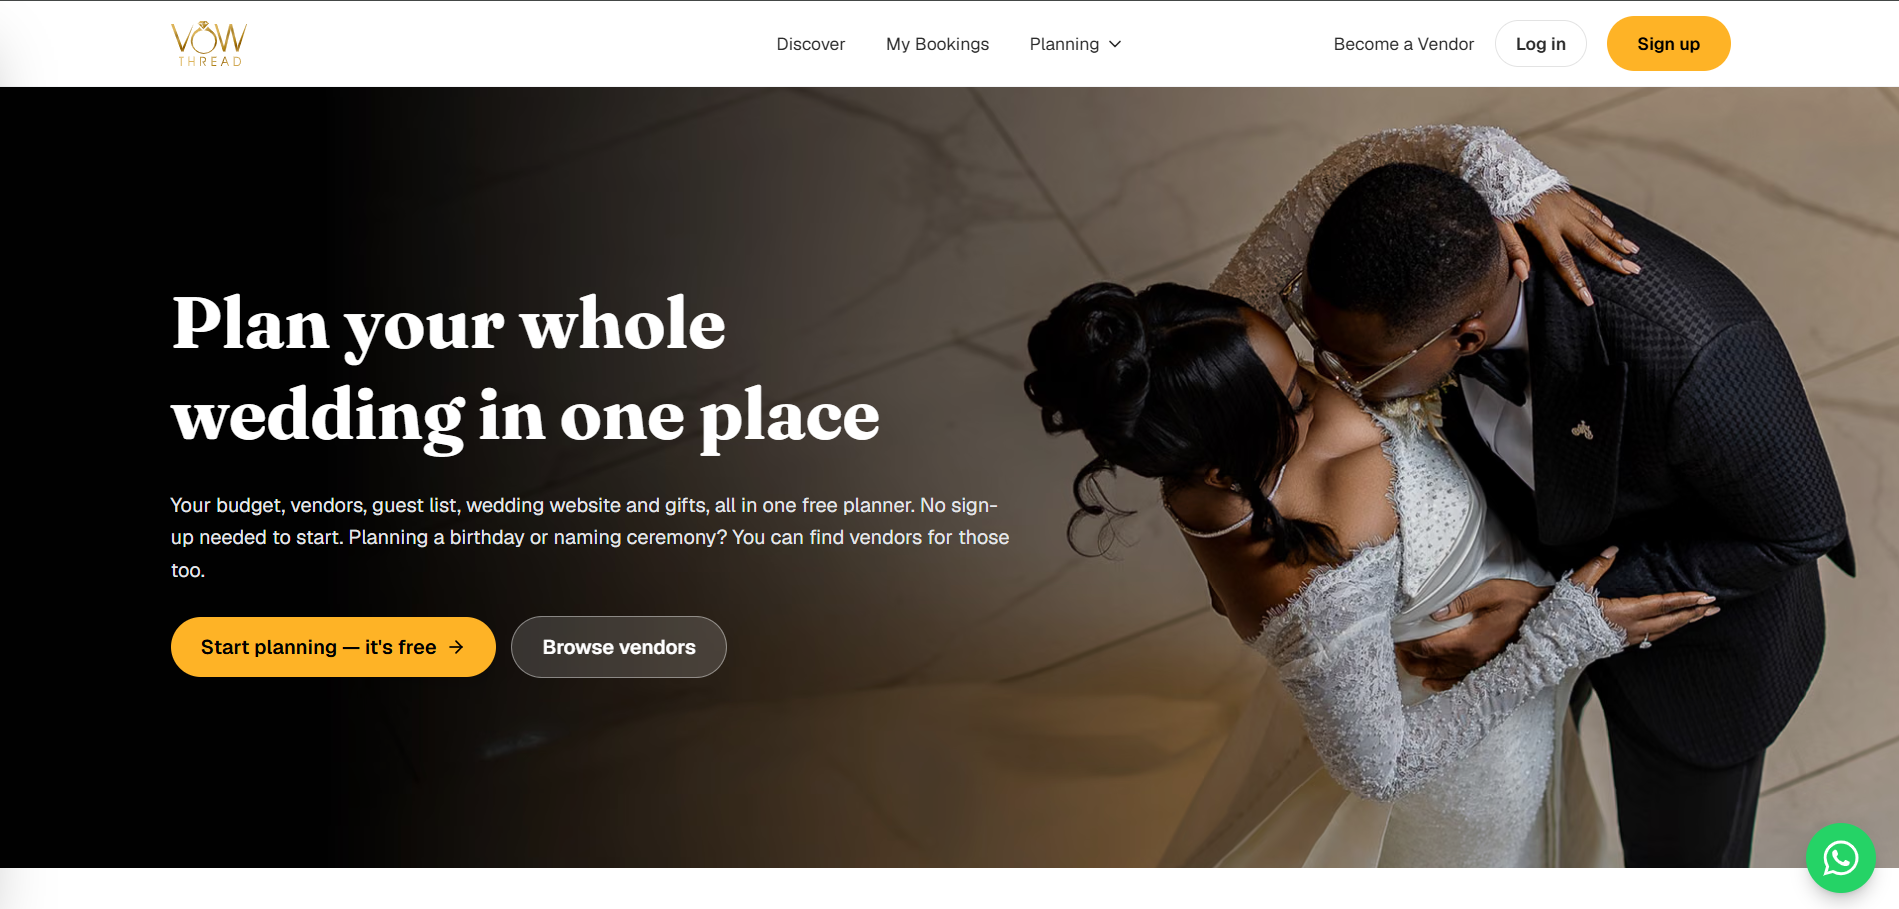 VOW
THREAD
Discover
My Bookings
Planning
Become a Vendor
Log in
Sign up
Plan your whole
wedding in one place
Your budget, vendors, guest list, wedding website and gifts, all in one free planner. No sign-
up needed to start. Planning a birthday or naming ceremony? You can find vendors for those
too.
Start planning — it's free →
Browse vendors